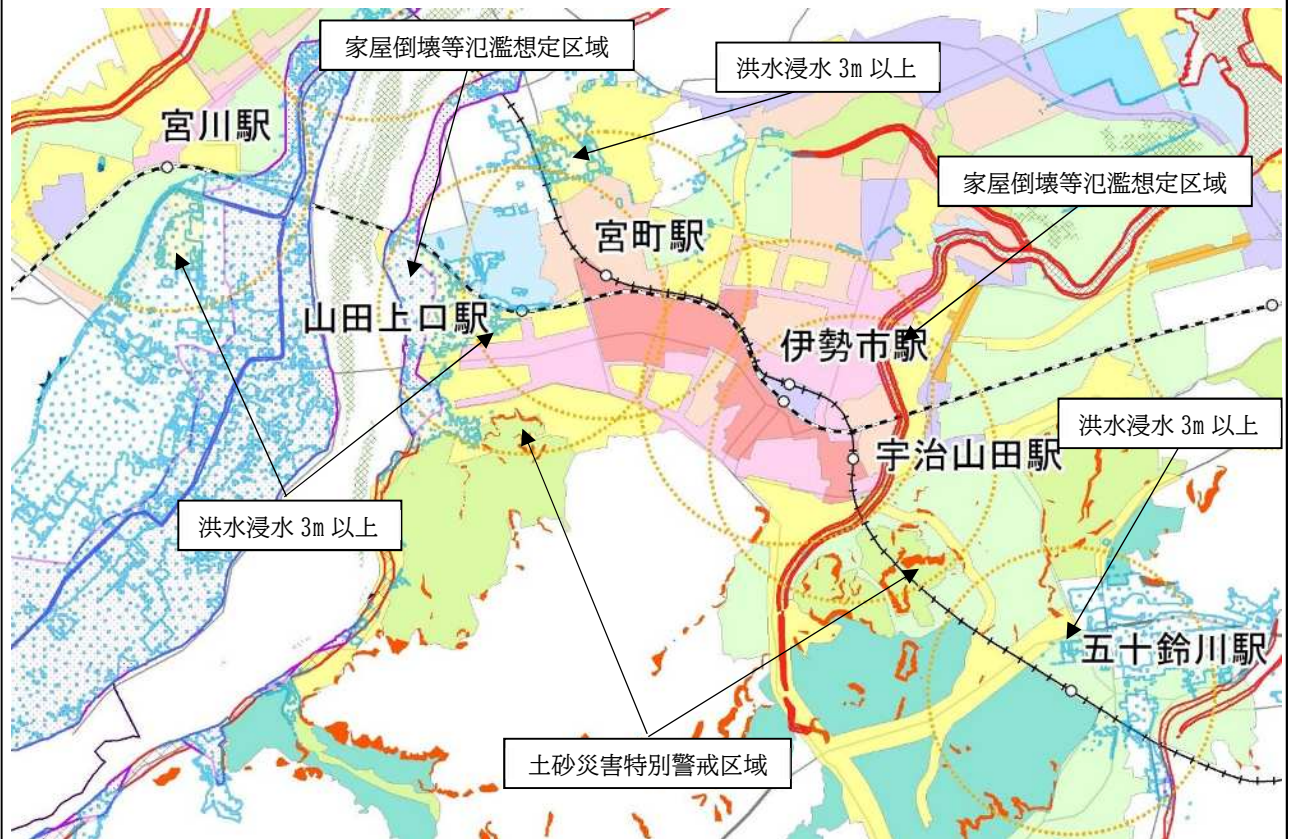 家屋倒壊等氾濫想定区域
洪水浸水 3m 以上
宮川駅
家屋倒壊等氾濫想定区域
宮町駅
山田上口駅
伊勢市駅
洪水浸水 3m 以上
宇治山田駅
洪水浸水 3m 以上
五十鈴川駅
土砂災害特別警戒区域